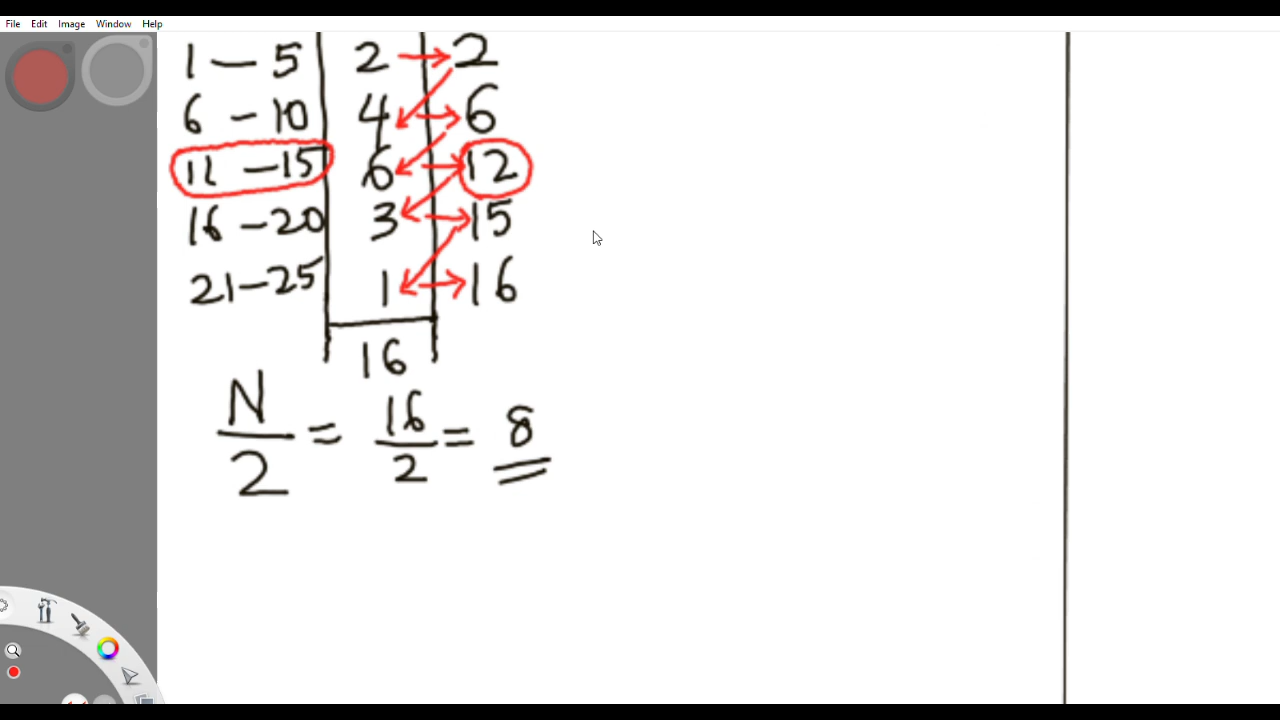 File Edit Image Window Help
1 — 5 2 2
6 – 10 4 6
11 – 15 6 12
16 – 20 3 15
21 – 25 1 16
16
N/2 = 16/2 = 8